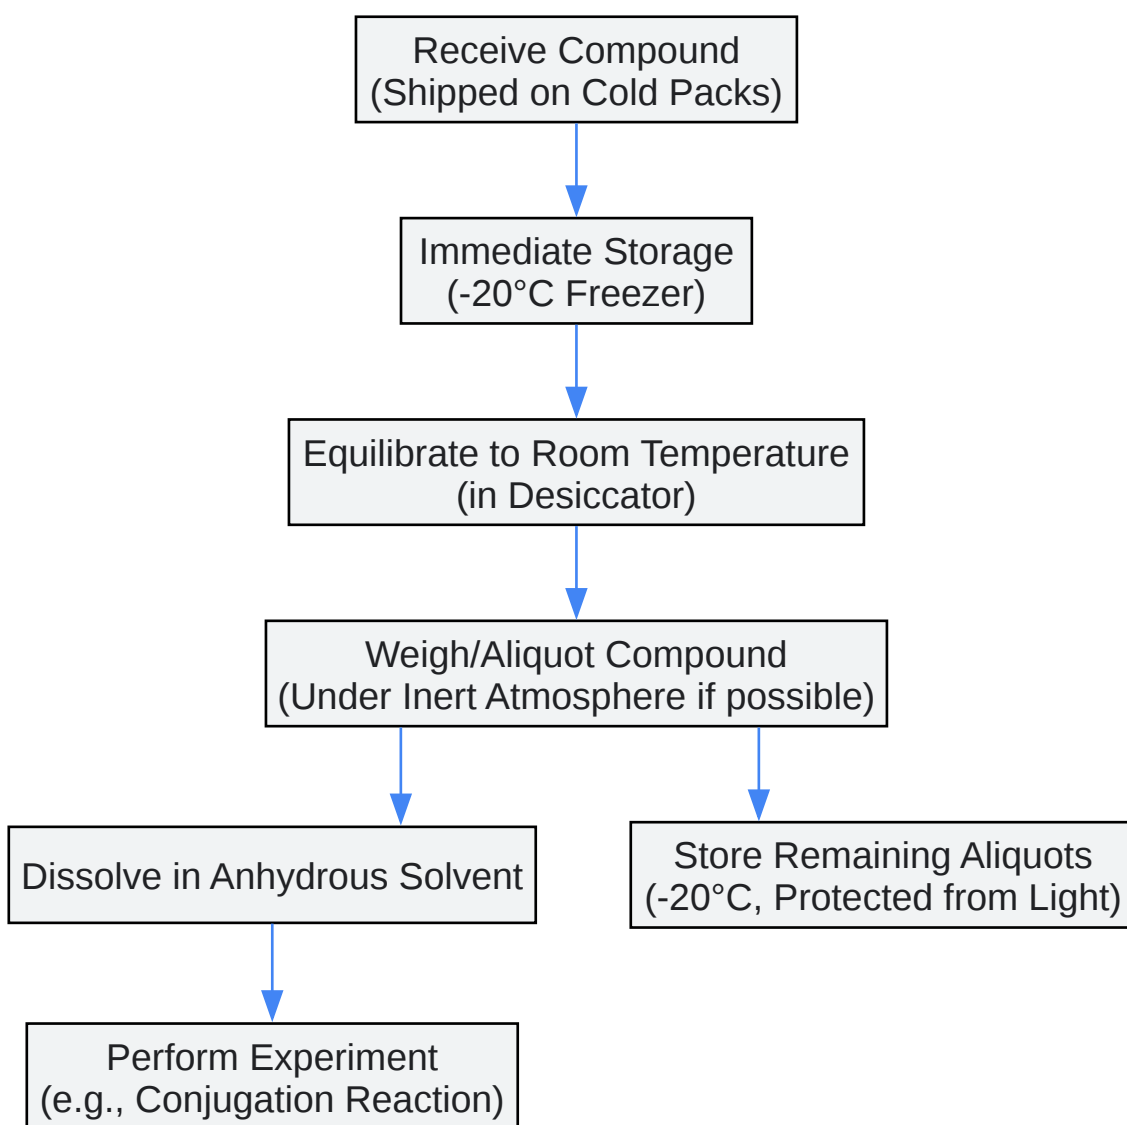 Receive Compound
(Shipped on Cold Packs)
Immediate Storage
(-20°C Freezer)
Equilibrate to Room Temperature
(in Desiccator)
Weigh/Aliquot Compound
(Under Inert Atmosphere if possible)
Dissolve in Anhydrous Solvent
Store Remaining Aliquots
(-20°C, Protected from Light)
Perform Experiment
(e.g., Conjugation Reaction)